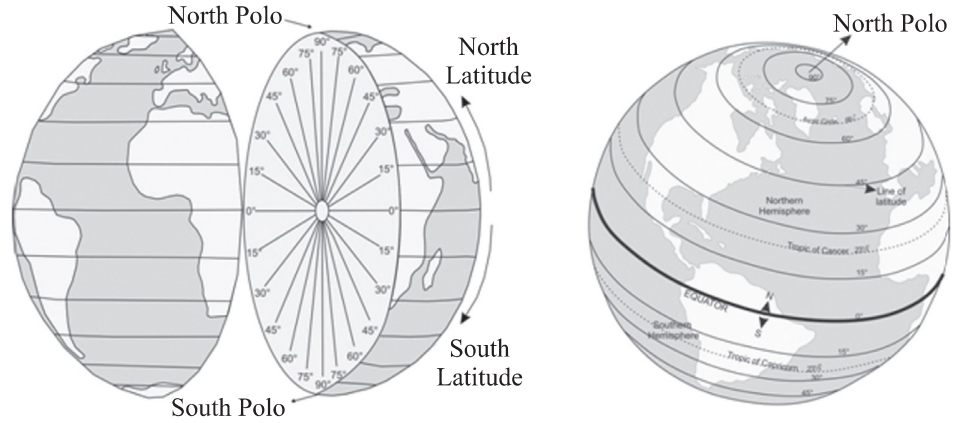 North Polo
90°
75° 75°
60° 60°
45° 45°
30° 30°
15° 15°
0° 0°
15° 15°
30° 30°
45° 45°
60° 60°
75° 75°
90°
South Polo
North
Latitude
South
Latitude
North Polo
75°
60°
45°
Line of
latitude
Northern
Hemisphere
30°
Tropic of Cancer
15°
N
EQUATOR
0°
S
Southern
Hemisphere
15°
Tropic of Capricorn
30°
45°